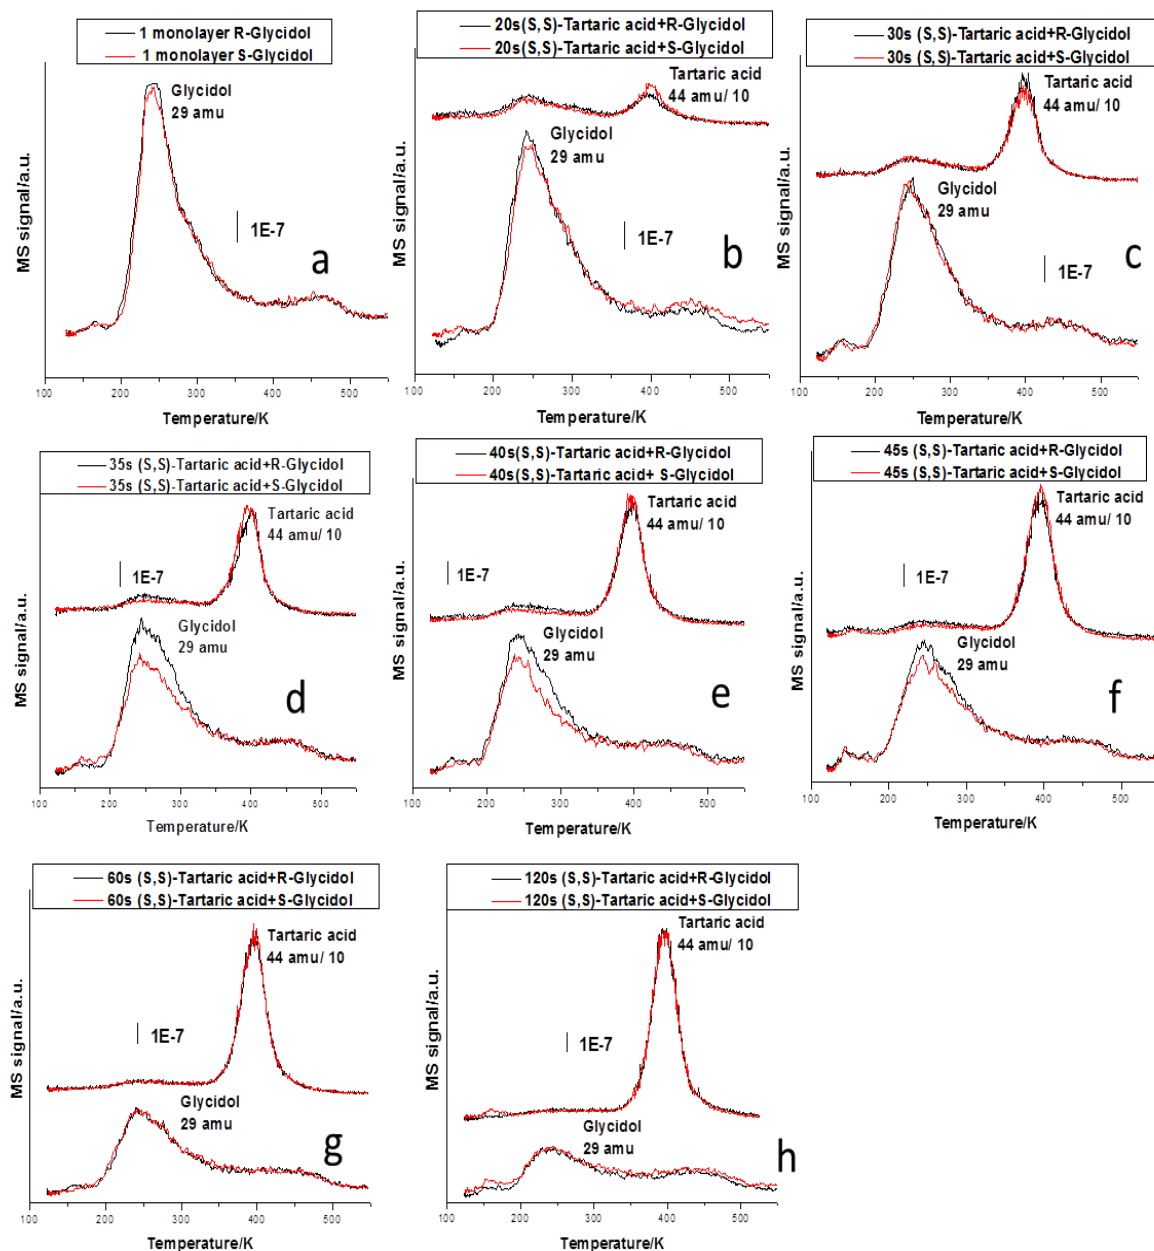 1 monolayer R-Glycidol
1 monolayer S-Glycidol
Glycidol
29 amu
1E-7
a
MS signal/a.u.
100 200 300 400 500
Temperature/K
20s(S,S)-Tartaric acid+R-Glycidol
20s(S,S)-Tartaric acid+S-Glycidol
Tartaric acid
44 amu/ 10
Glycidol
29 amu
1E-7
b
MS signal/a.u.
100 200 300 400 500
Temperature/K
30s (S,S)-Tartaric acid+R-Glycidol
30s (S,S)-Tartaric acid+S-Glycidol
Tartaric acid
44 amu/ 10
Glycidol
29 amu
1E-7
c
MS signal/a.u.
100 200 300 400 500
Temperature/K
35s (S,S)-Tartaric acid+R-Glycidol
35s (S,S)-Tartaric acid+S-Glycidol
Tartaric acid
44 amu/ 10
1E-7
Glycidol
29 amu
d
MS signal/a.u.
100 200 300 400 500
Temperature/K
40s(S,S)-Tartaric acid+R-Glycidol
40s(S,S)-Tartaric acid+ S-Glycidol
Tartaric acid
44 amu/ 10
1E-7
Glycidol
29 amu
e
MS signal/a.u.
100 200 300 400 500
Temperature/K
45s (S,S)-Tartaric acid+R-Glycidol
45s (S,S)-Tartaric acid+S-Glycidol
Tartaric acid
44 amu/ 10
1E-7
Glycidol
29 amu
f
MS signal/a.u.
100 200 300 400 500
Temperature/K
60s (S,S)-Tartaric acid+R-Glycidol
60s (S,S)-Tartaric acid+S-Glycidol
Tartaric acid
44 amu/ 10
1E-7
Glycidol
29 amu
g
MS signal/a.u.
100 200 300 400 500
Temperature/K
120s (S,S)-Tartaric acid+R-Glycidol
120s (S,S)-Tartaric acid+S-Glycidol
Tartaric acid
44 amu/ 10
1E-7
Glycidol
29 amu
h
MS signal/a.u.
100 200 300 400 500
Temperature/K